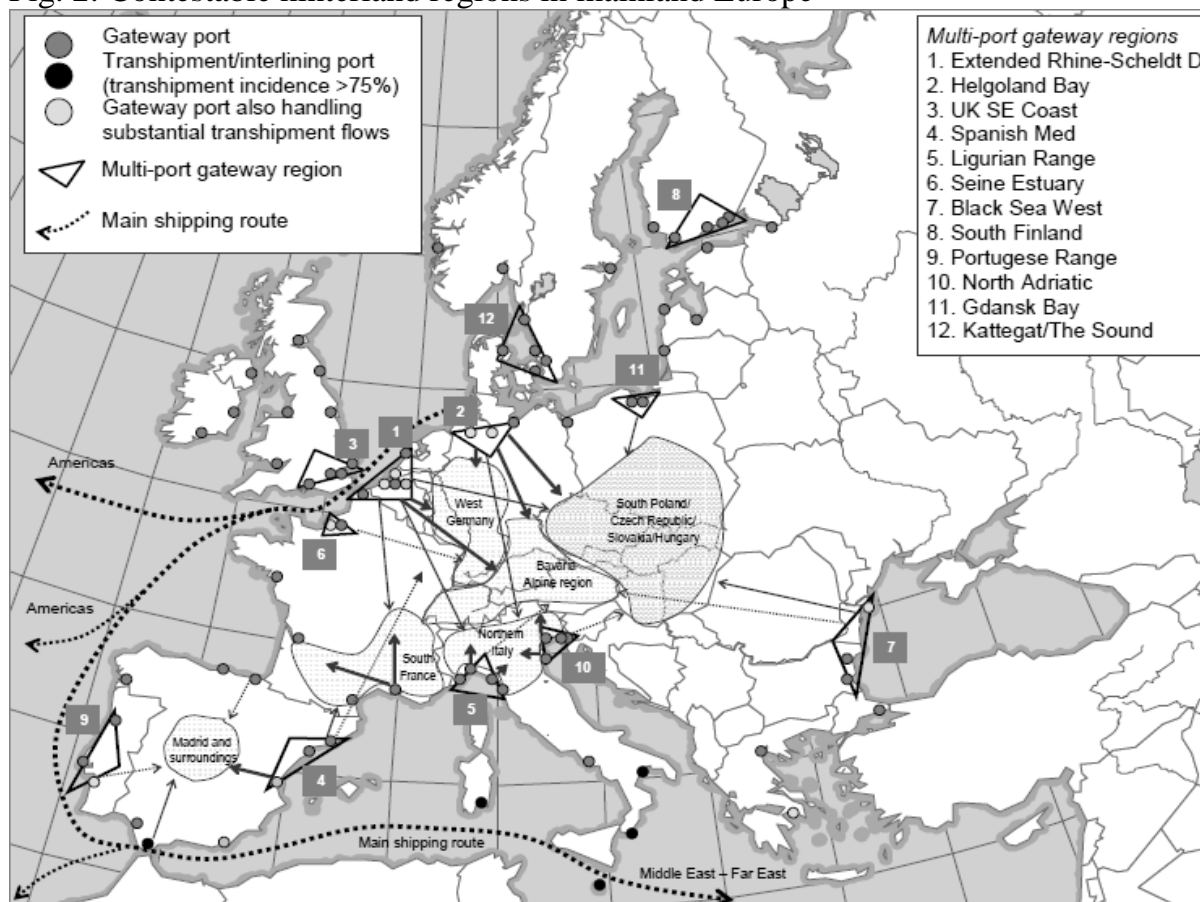 Fig. 2. Contestable hinterland regions in mainland Europe
Gateway port
Transhipment/interlining port
(transhipment incidence >75%)
Gateway port also handling
substantial transhipment flows
Multi-port gateway region
Main shipping route
Multi-port gateway regions
1. Extended Rhine-Scheldt D
2. Helgoland Bay
3. UK SE Coast
4. Spanish Med
5. Ligurian Range
6. Seine Estuary
7. Black Sea West
8. South Finland
9. Portugese Range
10. North Adriatic
11. Gdansk Bay
12. Kattegat/The Sound
8
12
11
2
1
3
Americas
West
Germany
South Poland/
Czech Republic/
Slovakia/Hungary
6
Bavaria
Alpine region
Americas
Northern
Italy
South
France
10
7
5
9
Madrid and
surroundings
4
Main shipping route
Middle East – Far East